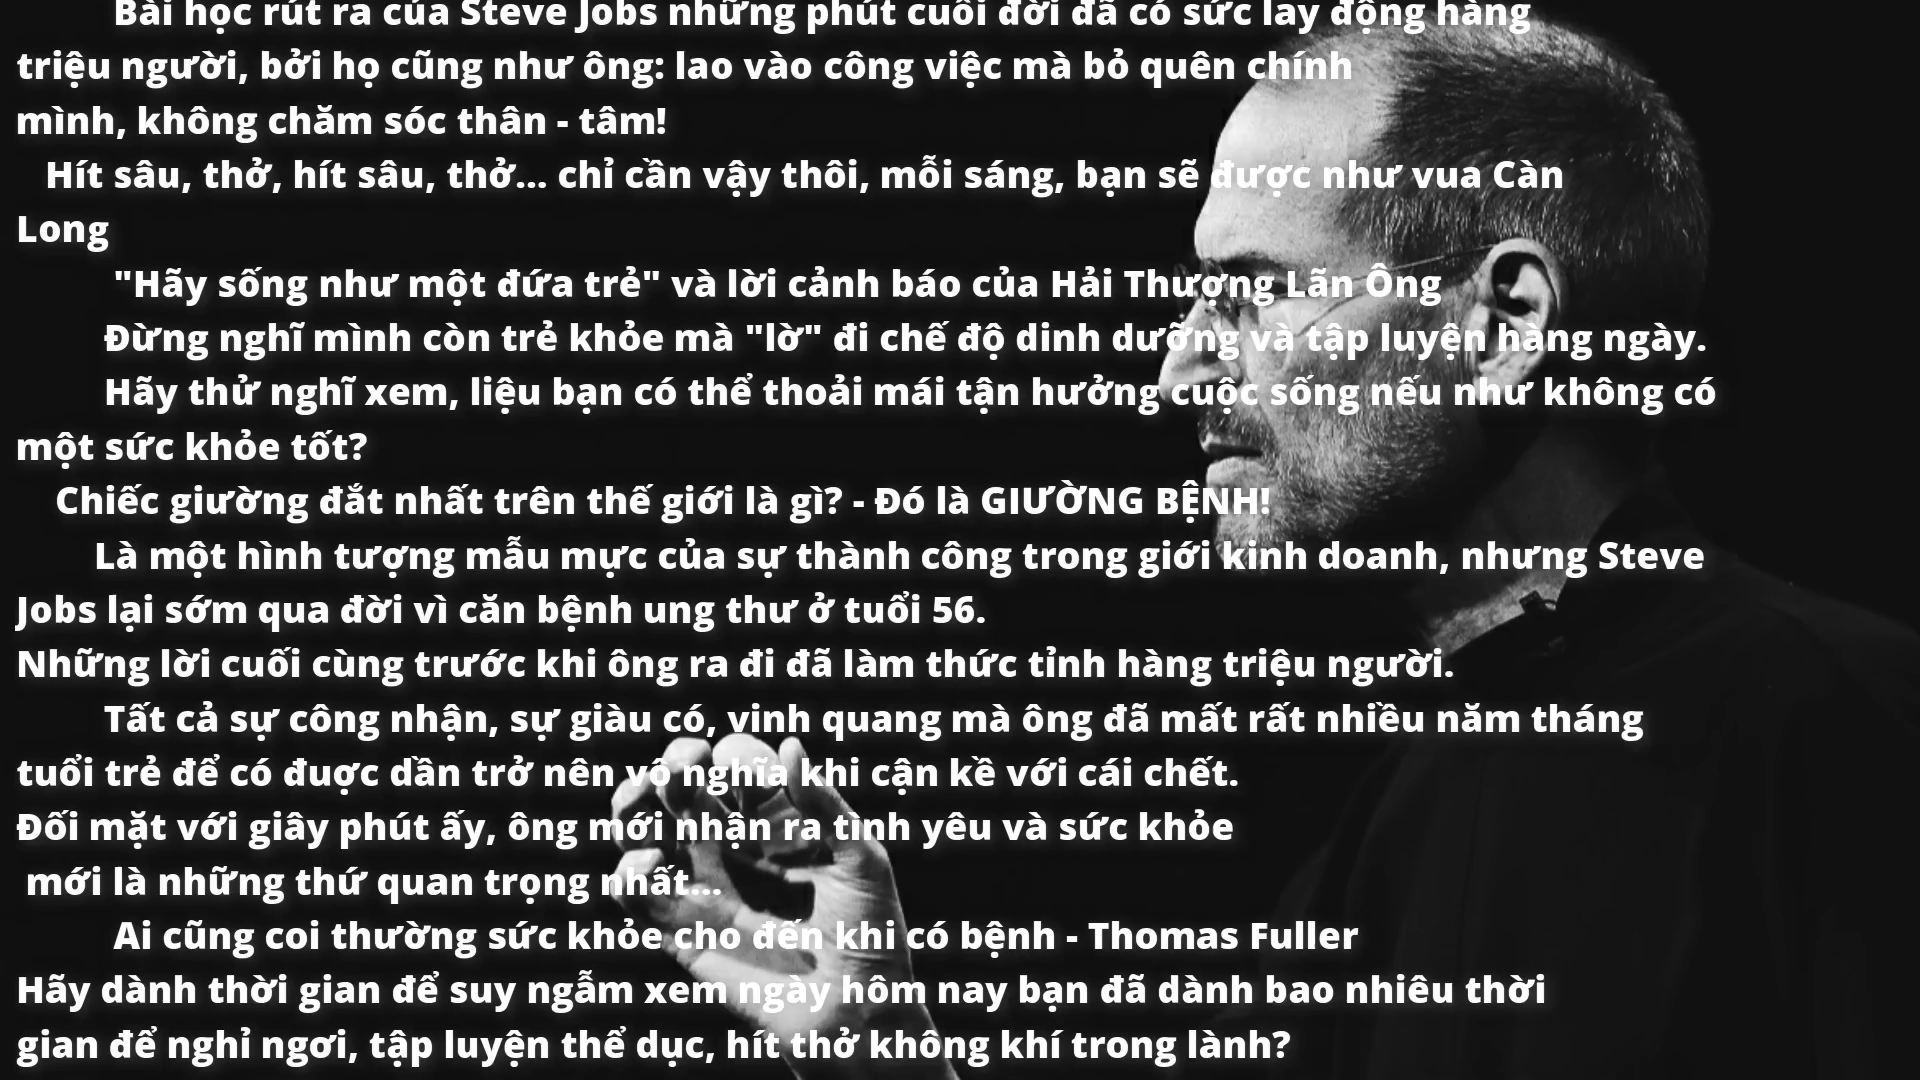 Bài học rút ra của Steve Jobs những phút cuối đời đã có sức lay động hàng
triệu người, bởi họ cũng như ông: lao vào công việc mà bỏ quên chính
mình, không chăm sóc thân - tâm!
Hít sâu, thở, hít sâu, thở... chỉ cần vậy thôi, mỗi sáng, bạn sẽ được như vua Càn
Long
"Hãy sống như một đứa trẻ" và lời cảnh báo của Hải Thượng Lãn Ông
Đừng nghĩ mình còn trẻ khỏe mà "lờ" đi chế độ dinh dưỡng và tập luyện hàng ngày.
Hãy thử nghĩ xem, liệu bạn có thể thoải mái tận hưởng cuộc sống nếu như không có
một sức khỏe tốt?
Chiếc giường đắt nhất trên thế giới là gì? - Đó là GIƯỜNG BỆNH!
Là một hình tượng mẫu mực của sự thành công trong giới kinh doanh, nhưng Steve
Jobs lại sớm qua đời vì căn bệnh ung thư ở tuổi 56.
Những lời cuối cùng trước khi ông ra đi đã làm thức tỉnh hàng triệu người.
Tất cả sự công nhận, sự giàu có, vinh quang mà ông đã mất rất nhiều năm tháng
tuổi trẻ để có đuợc dần trở nên vô nghĩa khi cận kề với cái chết.
Đối mặt với giây phút ấy, ông mới nhận ra tình yêu và sức khỏe
mới là những thứ quan trọng nhất...
Ai cũng coi thường sức khỏe cho đến khi có bệnh - Thomas Fuller
Hãy dành thời gian để suy ngẫm xem ngày hôm nay bạn đã dành bao nhiêu thời
gian để nghỉ ngơi, tập luyện thể dục, hít thở không khí trong lành?